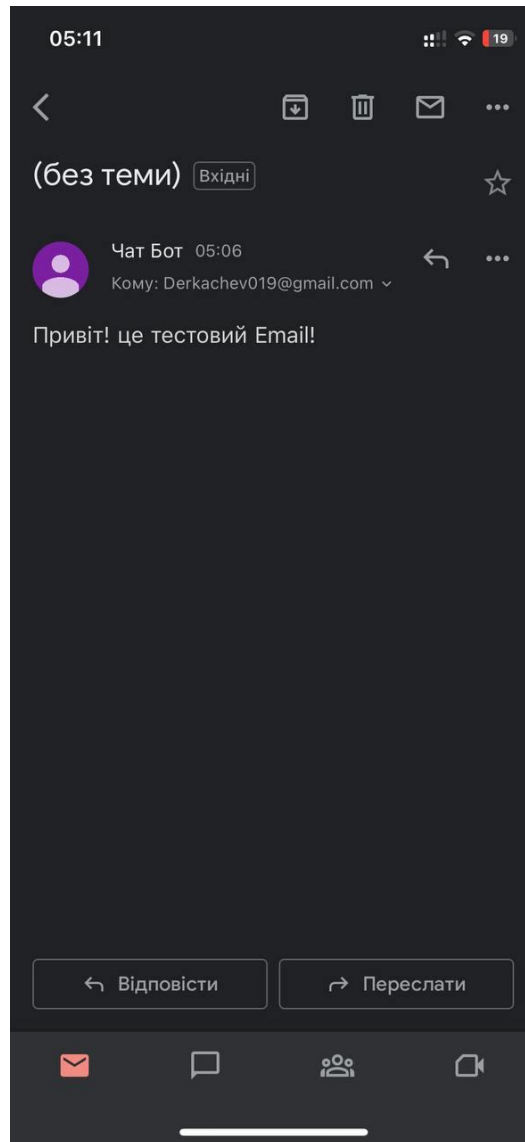 05:11
19
(без теми) Вхідні
Чат Бот 05:06
Кому: Derkachev019@gmail.com
Привіт! це тестовий Email!
Відповісти
Переслати